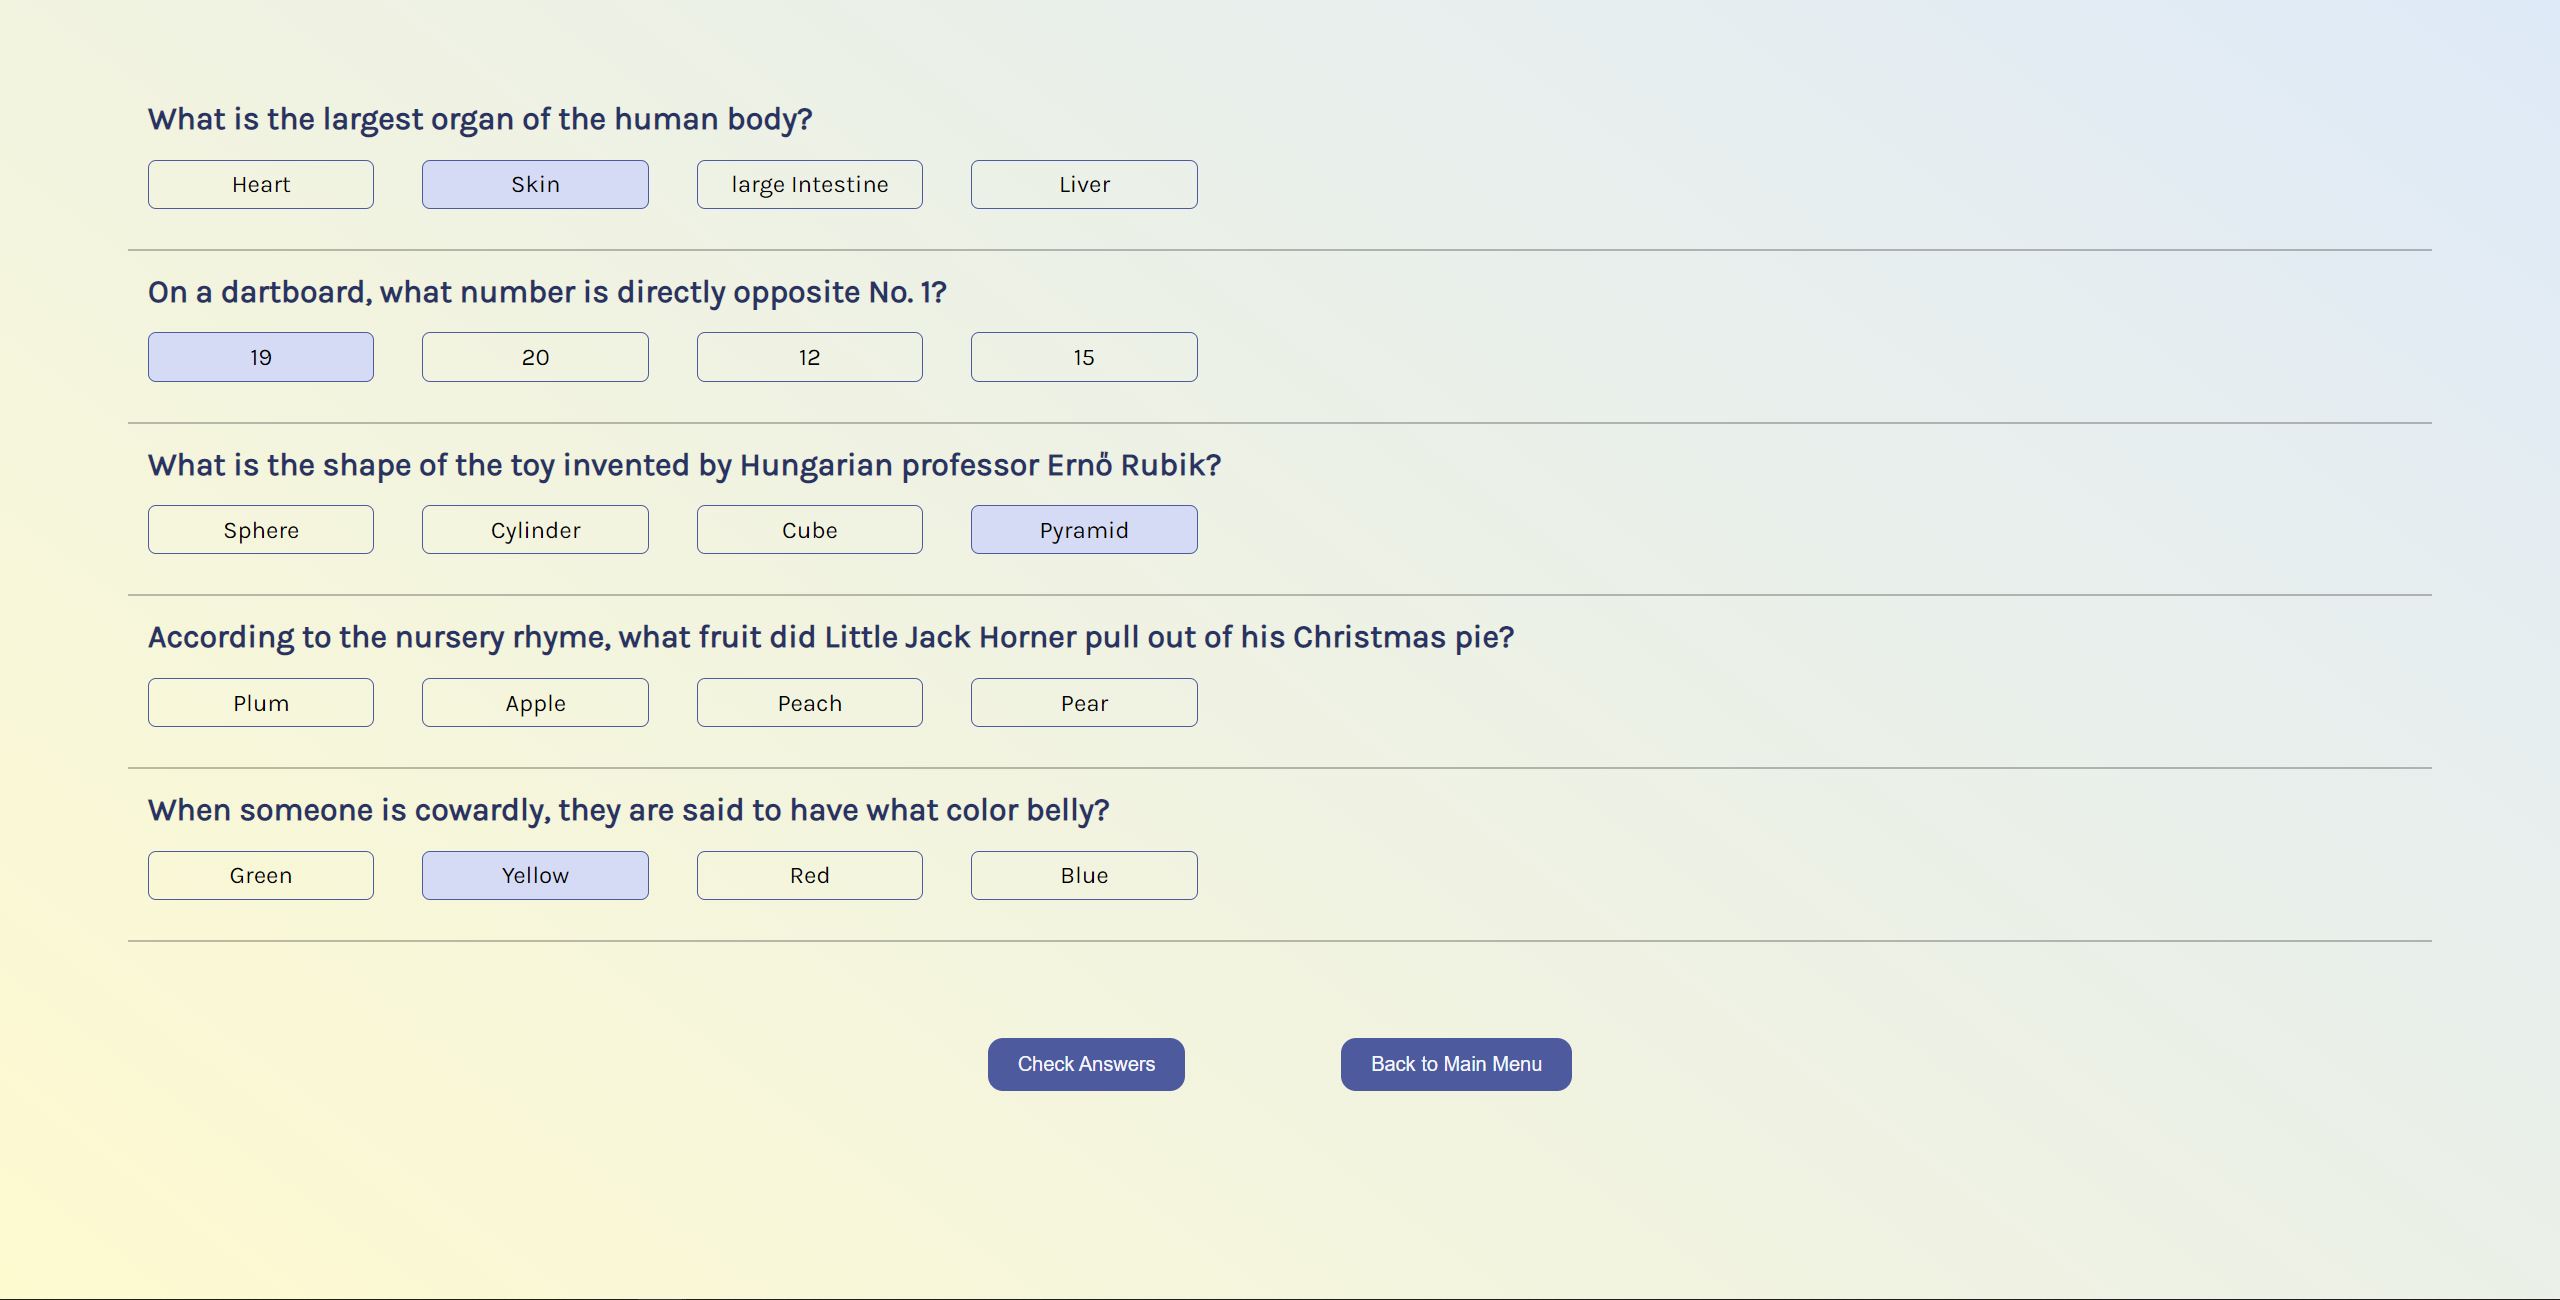 What is the largest organ of the human body?
Heart Skin large Intestine Liver
On a dartboard, what number is directly opposite No. 1?
19 20 12 15
What is the shape of the toy invented by Hungarian professor Ernő Rubik?
Sphere Cylinder Cube Pyramid
According to the nursery rhyme, what fruit did Little Jack Horner pull out of his Christmas pie?
Plum Apple Peach Pear
When someone is cowardly, they are said to have what color belly?
Green Yellow Red Blue
Check Answers Back to Main Menu